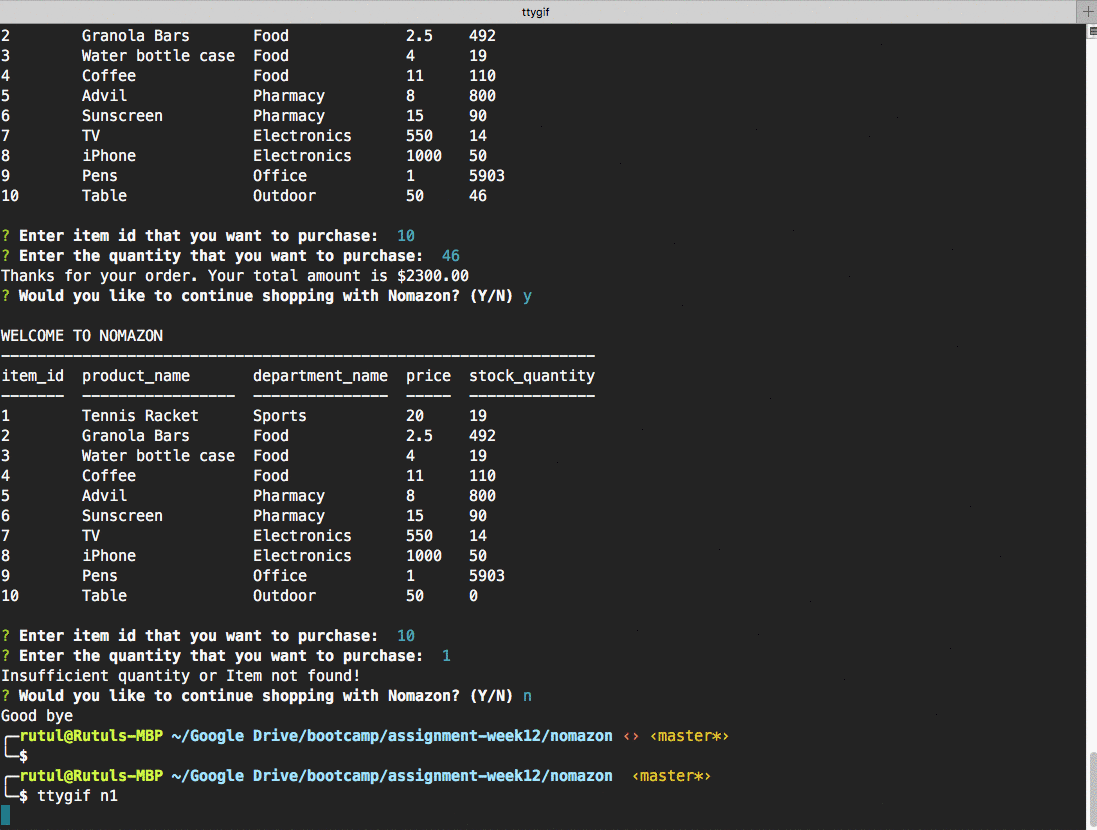 ttygif
2 Granola Bars Food 2.5 492
3 Water bottle case Food 4 19
4 Coffee Food 11 110
5 Advil Pharmacy 8 800
6 Sunscreen Pharmacy 15 90
7 TV Electronics 550 14
8 iPhone Electronics 1000 50
9 Pens Office 1 5903
10 Table Outdoor 50 46
? Enter item id that you want to purchase: 10
? Enter the quantity that you want to purchase: 46
Thanks for your order. Your total amount is $2300.00
? Would you like to continue shopping with Nomazon? (Y/N) y
WELCOME TO NOMAZON
------------------------------------------------------------------
item_id product_name department_name price stock_quantity
------- ----------------- --------------- ----- --------------
1 Tennis Racket Sports 20 19
2 Granola Bars Food 2.5 492
3 Water bottle case Food 4 19
4 Coffee Food 11 110
5 Advil Pharmacy 8 800
6 Sunscreen Pharmacy 15 90
7 TV Electronics 550 14
8 iPhone Electronics 1000 50
9 Pens Office 1 5903
10 Table Outdoor 50 0
? Enter item id that you want to purchase: 10
? Enter the quantity that you want to purchase: 1
Insufficient quantity or Item not found!
? Would you like to continue shopping with Nomazon? (Y/N) n
Good bye
╭─rutul@Rutuls-MBP ~/Google Drive/bootcamp/assignment-week12/nomazon ‹› ‹master*›
╰─$
╭─rutul@Rutuls-MBP ~/Google Drive/bootcamp/assignment-week12/nomazon ‹master*›
╰─$ ttygif n1